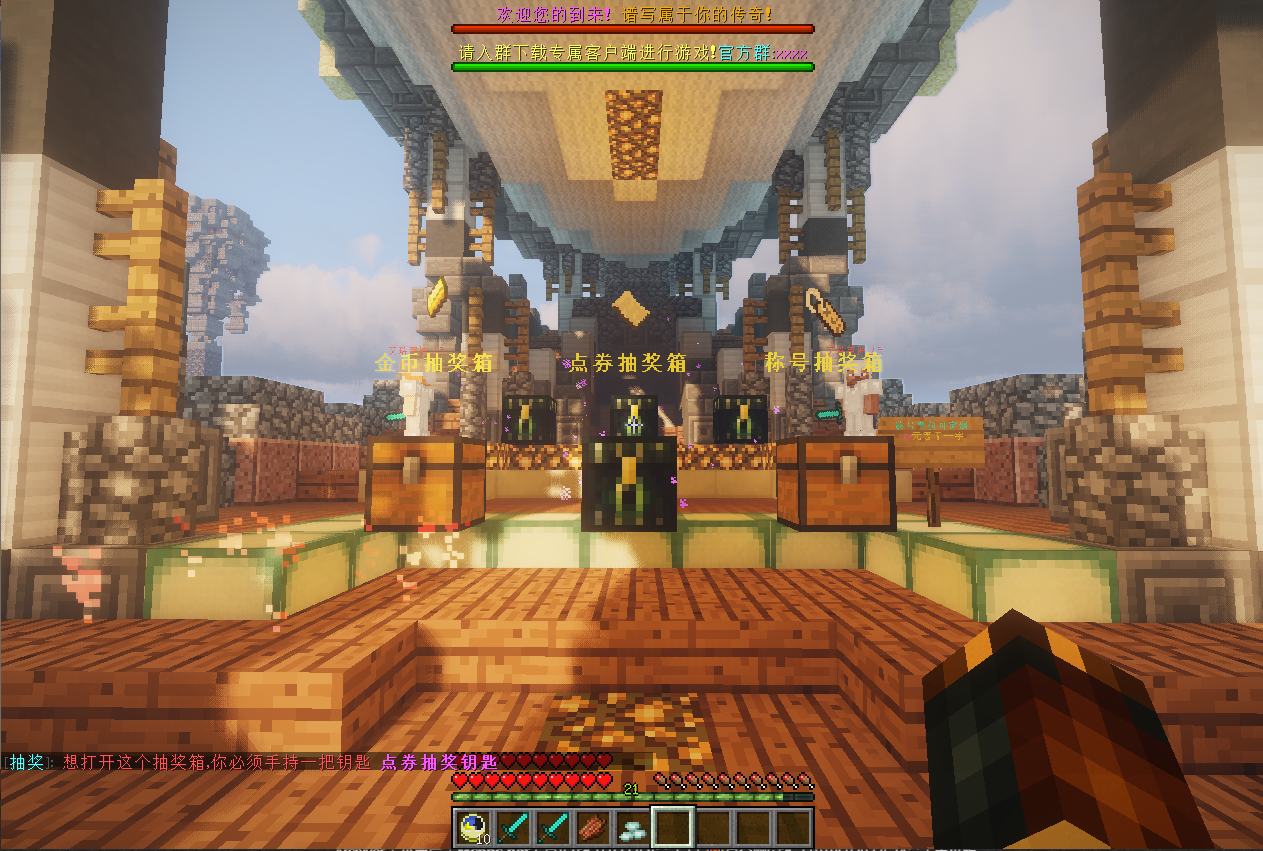 欢迎您的到来! 谱写属于你的传奇!
请入群下载专属客户端进行游戏!官方群:xxxx
金币抽奖箱
点券抽奖箱
称号抽奖箱
[抽奖]: 想打开这个抽奖箱,你必须手持一把钥匙 点券抽奖钥匙
21
10